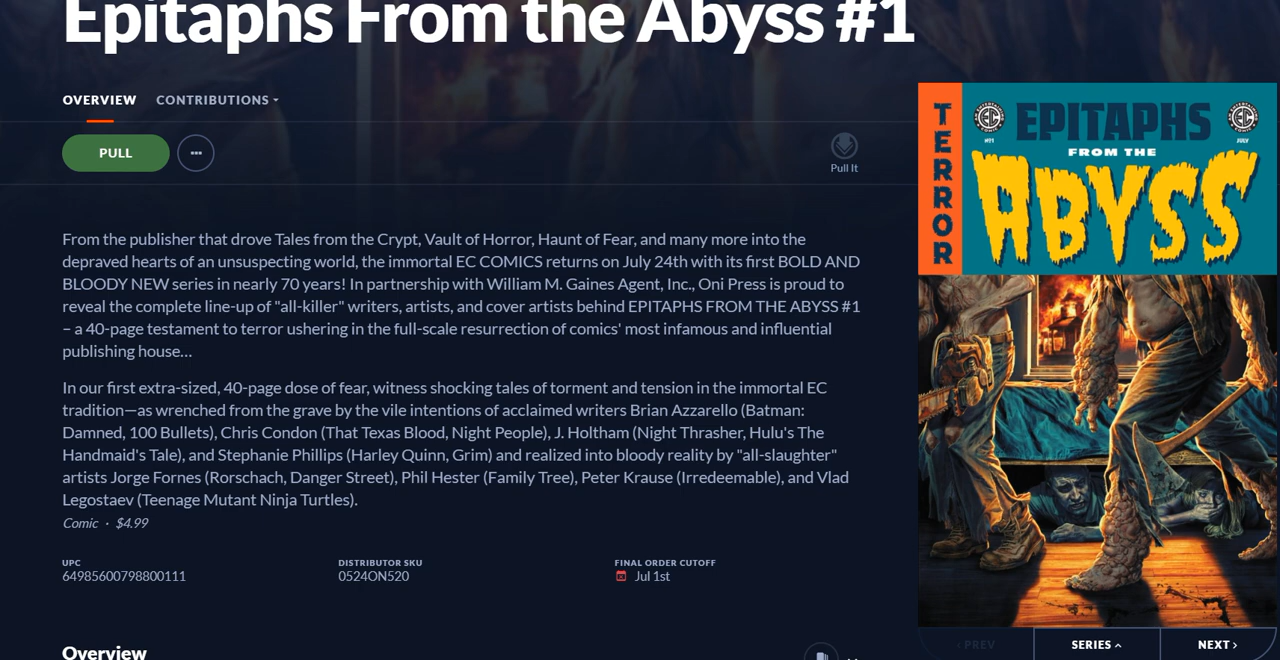 Epitaphs From the Abyss #1
OVERVIEW CONTRIBUTIONS
PULL
Pull It
From the publisher that drove Tales from the Crypt, Vault of Horror, Haunt of Fear, and many more into the
depraved hearts of an unsuspecting world, the immortal EC COMICS returns on July 24th with its first BOLD AND
BLOODY NEW series in nearly 70 years! In partnership with William M. Gaines Agent, Inc., Oni Press is proud to
reveal the complete line-up of "all-killer" writers, artists, and cover artists behind EPITAPHS FROM THE ABYSS #1
– a 40-page testament to terror ushering in the full-scale resurrection of comics' most infamous and influential
publishing house…
In our first extra-sized, 40-page dose of fear, witness shocking tales of torment and tension in the immortal EC
tradition—as wrenched from the grave by the vile intentions of acclaimed writers Brian Azzarello (Batman:
Damned, 100 Bullets), Chris Condon (That Texas Blood, Night People), J. Holtham (Night Thrasher, Hulu's The
Handmaid's Tale), and Stephanie Phillips (Harley Quinn, Grim) and realized into bloody reality by "all-slaughter"
artists Jorge Fornes (Rorschach, Danger Street), Phil Hester (Family Tree), Peter Krause (Irredeemable), and Vlad
Legostaev (Teenage Mutant Ninja Turtles).
Comic · $4.99
UPC
64985600798800111
DISTRIBUTOR SKU
0524ON520
FINAL ORDER CUTOFF
Jul 1st
Overview
TERROR
EC
EPITAPHS
EC
Nº1
FROM THE
JULY
ABYSS
PREV
SERIES
NEXT